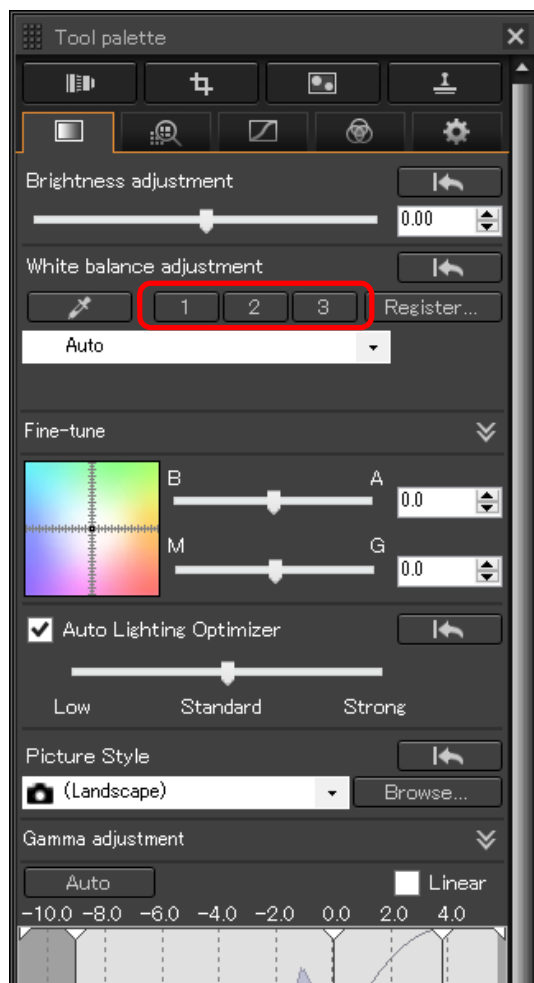 Tool palette
Brightness adjustment
0.00
White balance adjustment
1 2 3 Register...
Auto
Fine-tune
B A
0.0
M G
0.0
Auto Lighting Optimizer
Low Standard Strong
Picture Style
(Landscape) Browse...
Gamma adjustment
Auto Linear
-10.0 -8.0 -6.0 -4.0 -2.0 0.0 2.0 4.0